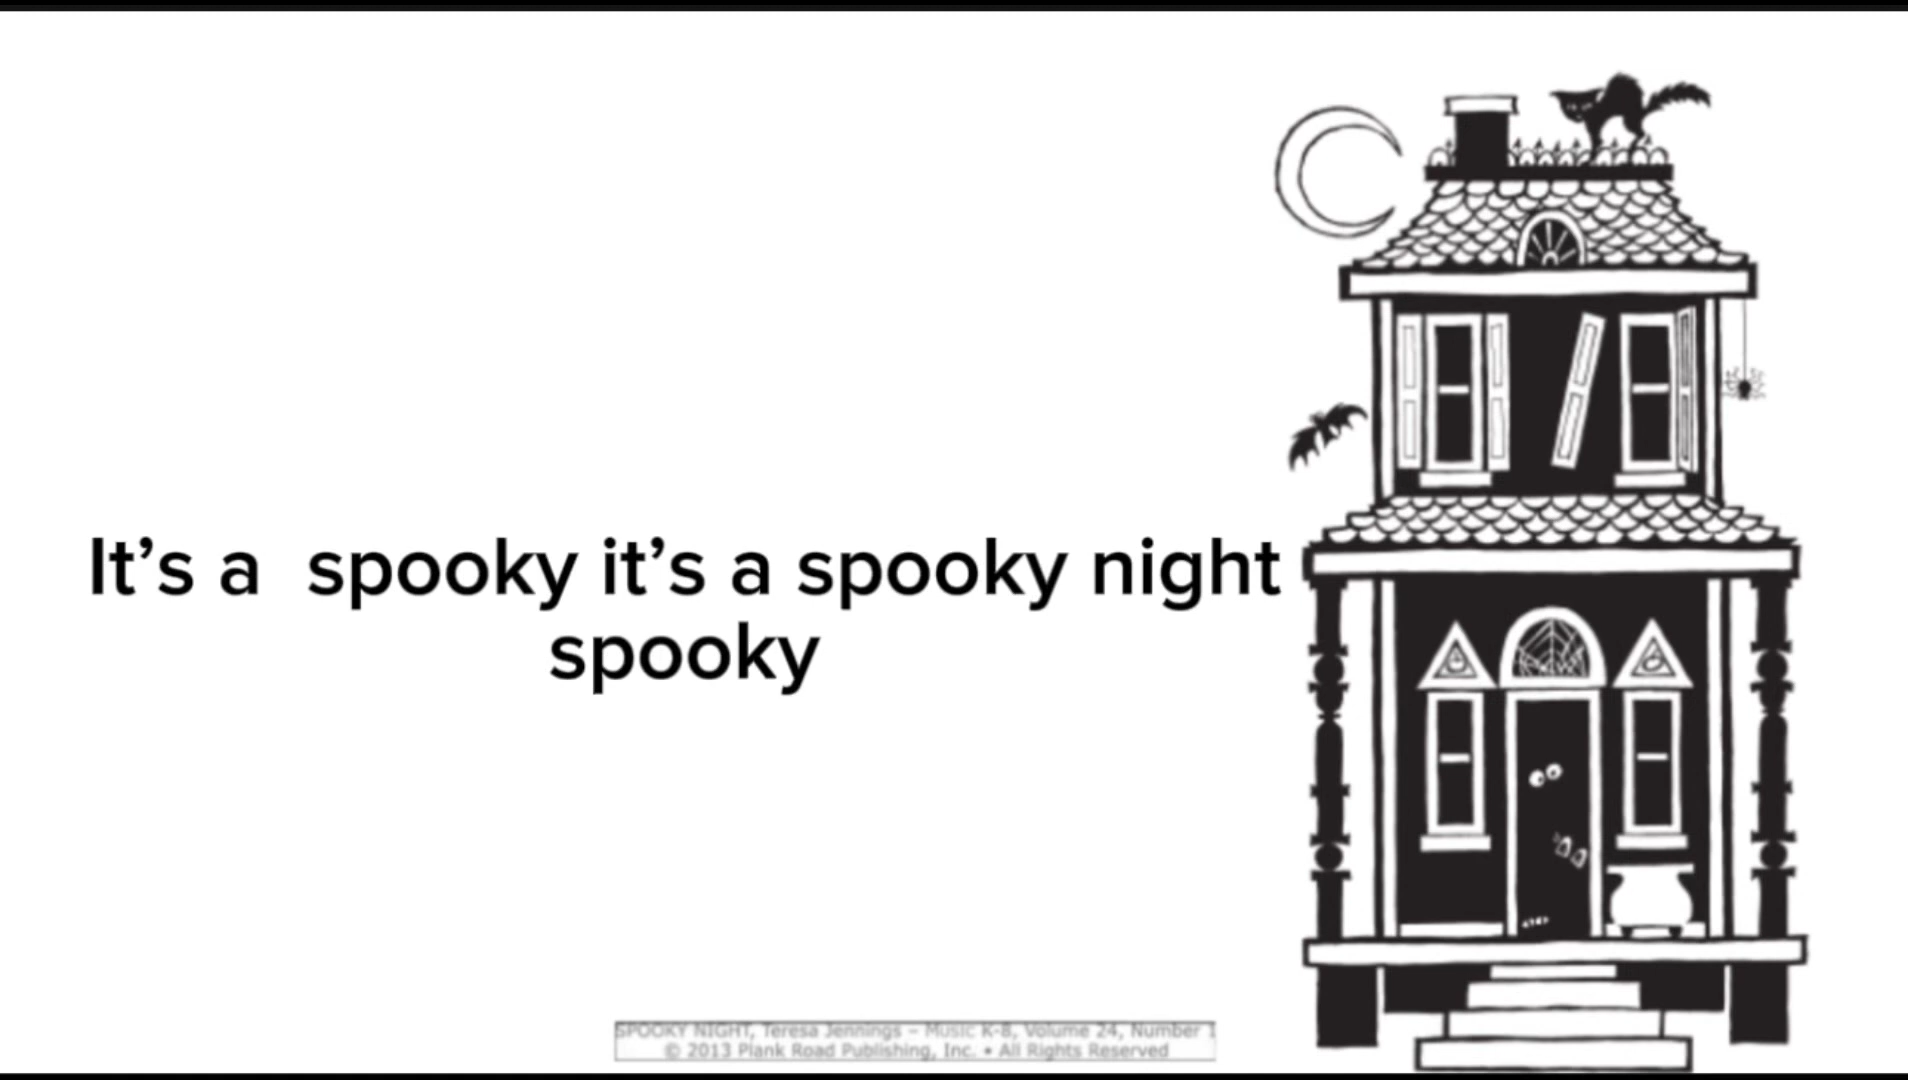 It’s a  spooky it’s a spooky night
spooky
SPOOKY NIGHT, Teresa Jennings – Music K-8, Volume 24, Number 1
© 2013 Plank Road Publishing, Inc. • All Rights Reserved